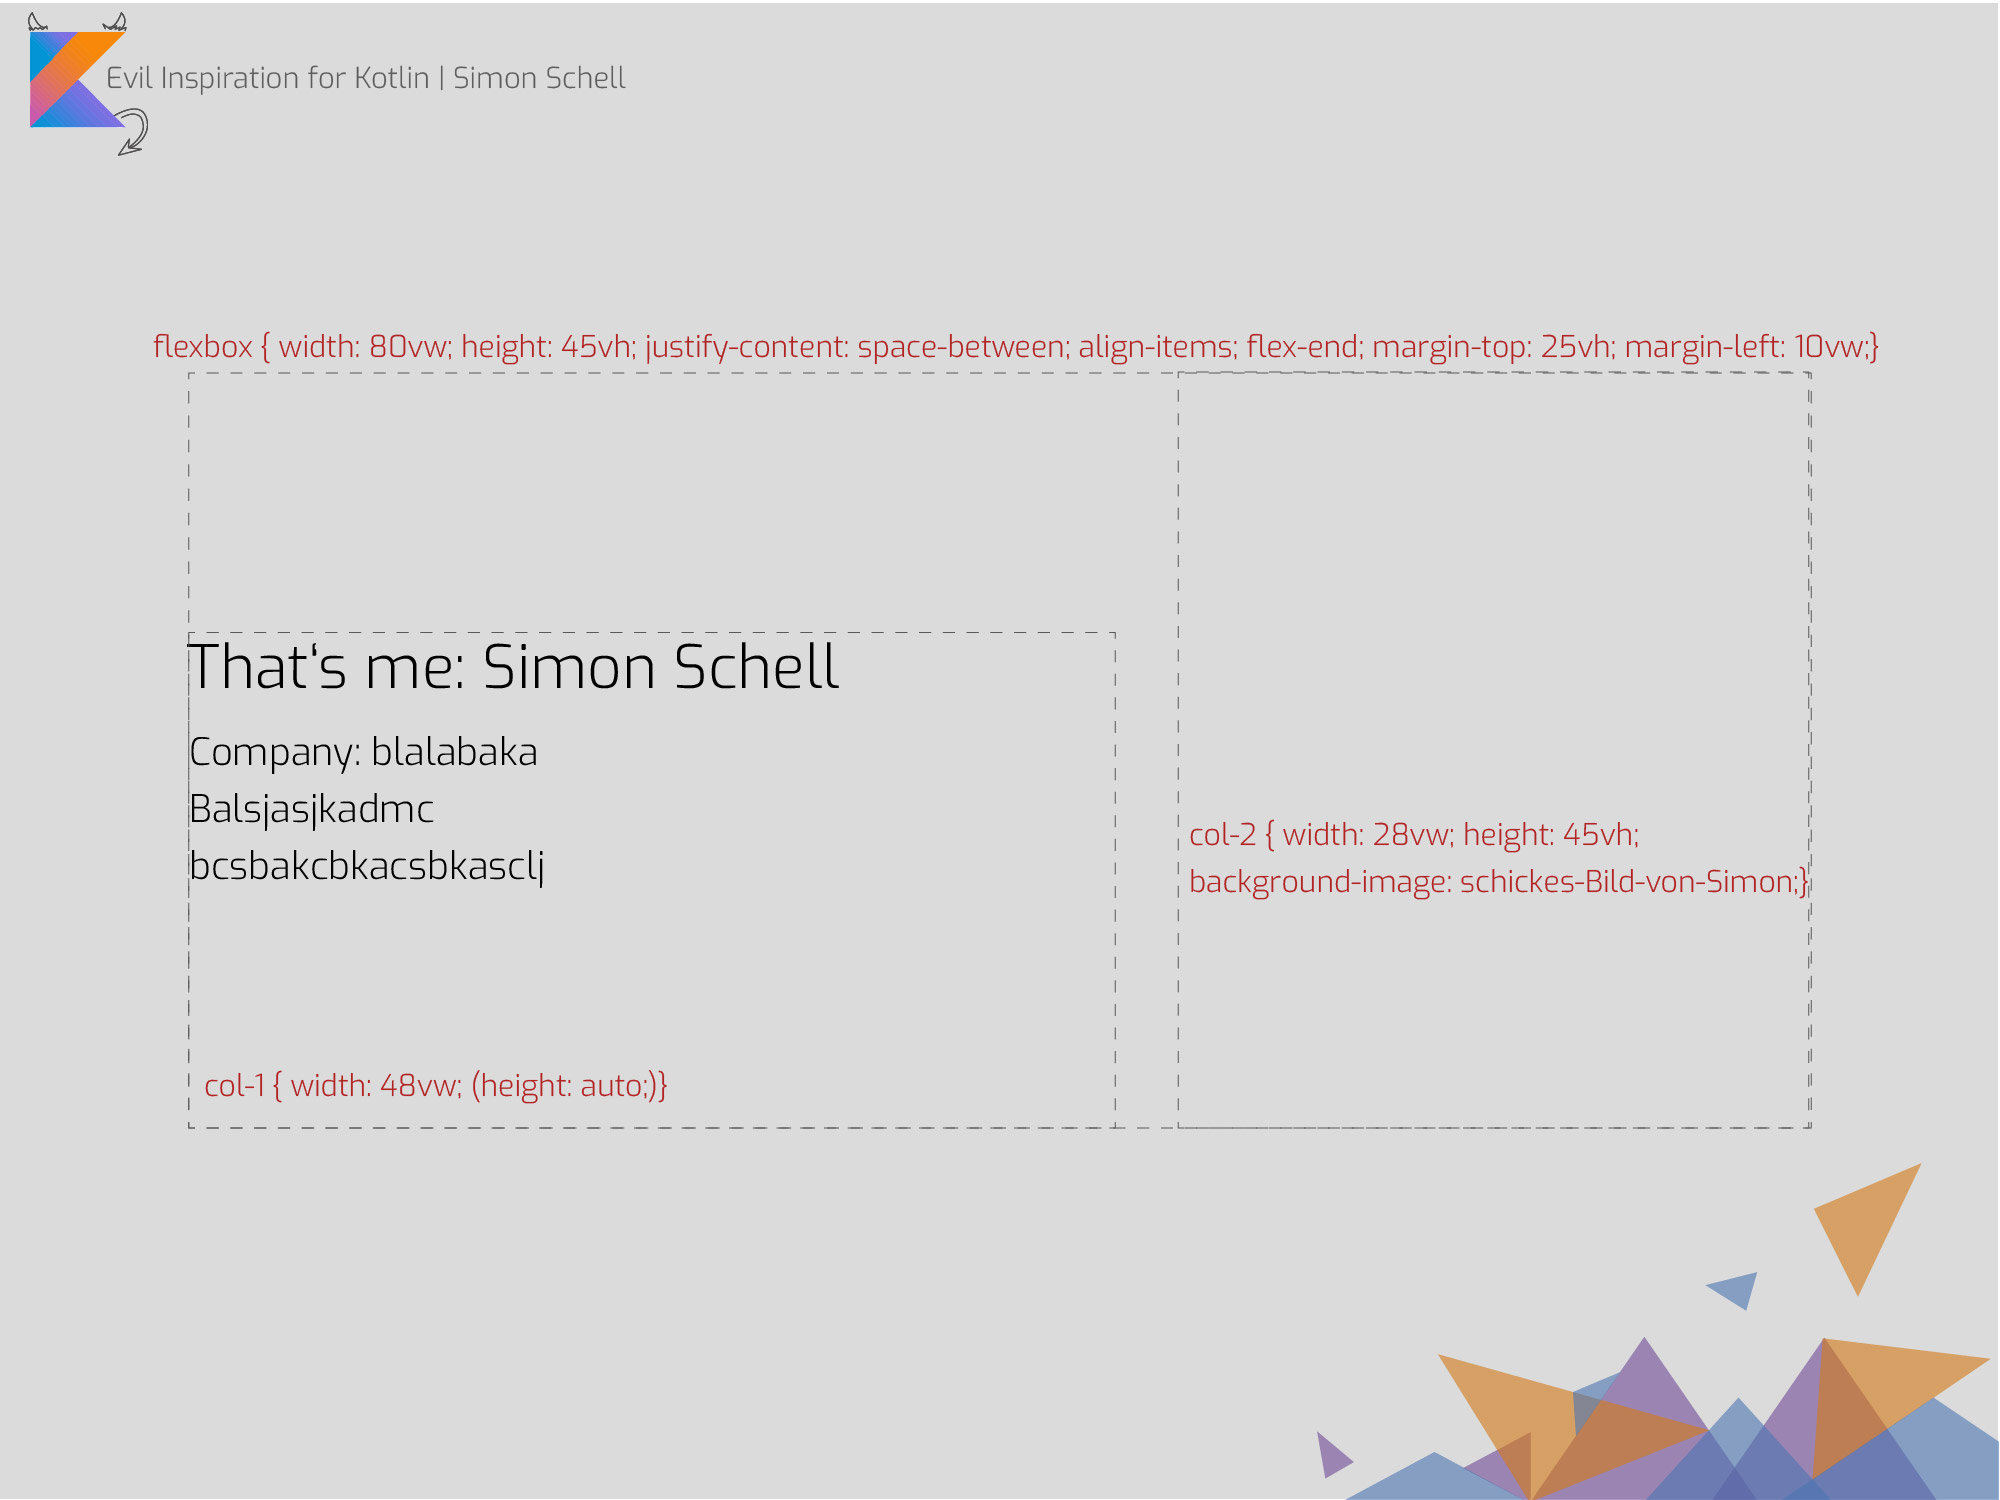 Evil Inspiration for Kotlin | Simon Schell
flexbox { width: 80vw; height: 45vh; justify-content: space-between; align-items; flex-end; margin-top: 25vh; margin-left: 10vw;}
That‘s me: Simon Schell
Company: blalabaka
Balsjasjkadmc
bcsbakcbkacsbkasclj
col-2 { width: 28vw; height: 45vh;
background-image: schickes-Bild-von-Simon;}
col-1 { width: 48vw; (height: auto;)}